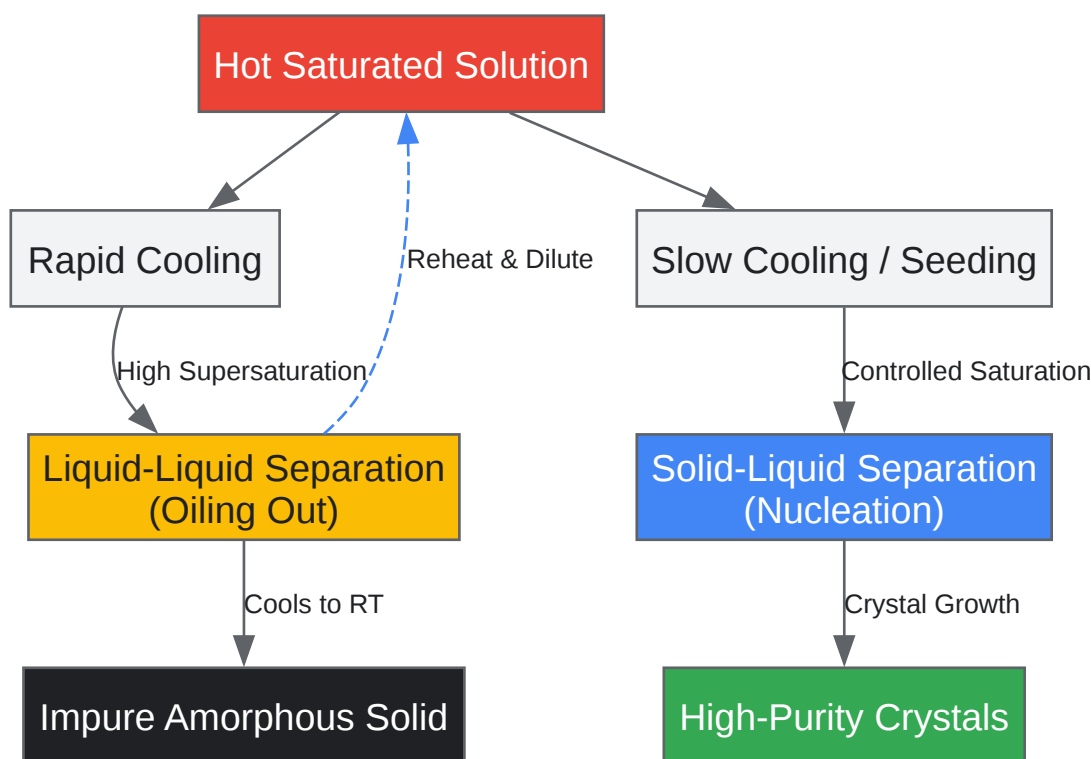 Hot Saturated Solution
Rapid Cooling
Reheat & Dilute
Slow Cooling / Seeding
High Supersaturation
Controlled Saturation
Liquid-Liquid Separation
(Oiling Out)
Solid-Liquid Separation
(Nucleation)
Cools to RT
Crystal Growth
Impure Amorphous Solid
High-Purity Crystals